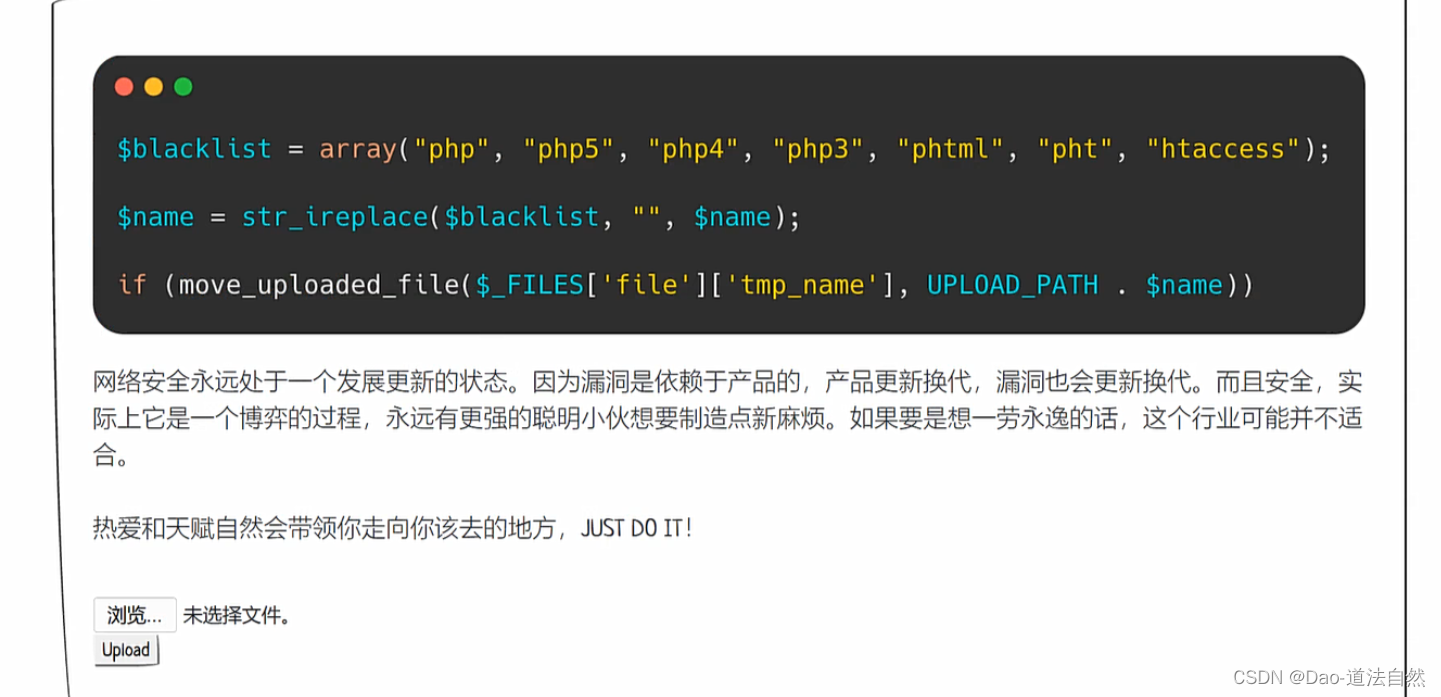 $blacklist = array("php", "php5", "php4", "php3", "phtml", "pht", "htaccess");
$name = str_ireplace($blacklist, "", $name);
if (move_uploaded_file($_FILES['file']['tmp_name'], UPLOAD_PATH . $name))
网络安全永远处于一个发展更新的状态。因为漏洞是依赖于产品的，产品更新换代，漏洞也会更新换代。而且安全，实
际上它是一个博弈的过程，永远有更强的聪明小伙想要制造点新麻烦。如果要是想一劳永逸的话，这个行业可能并不适
合。
热爱和天赋自然会带领你走向你该去的地方，JUST DO IT！
浏览... 未选择文件。
Upload
CSDN @Dao-道法自然